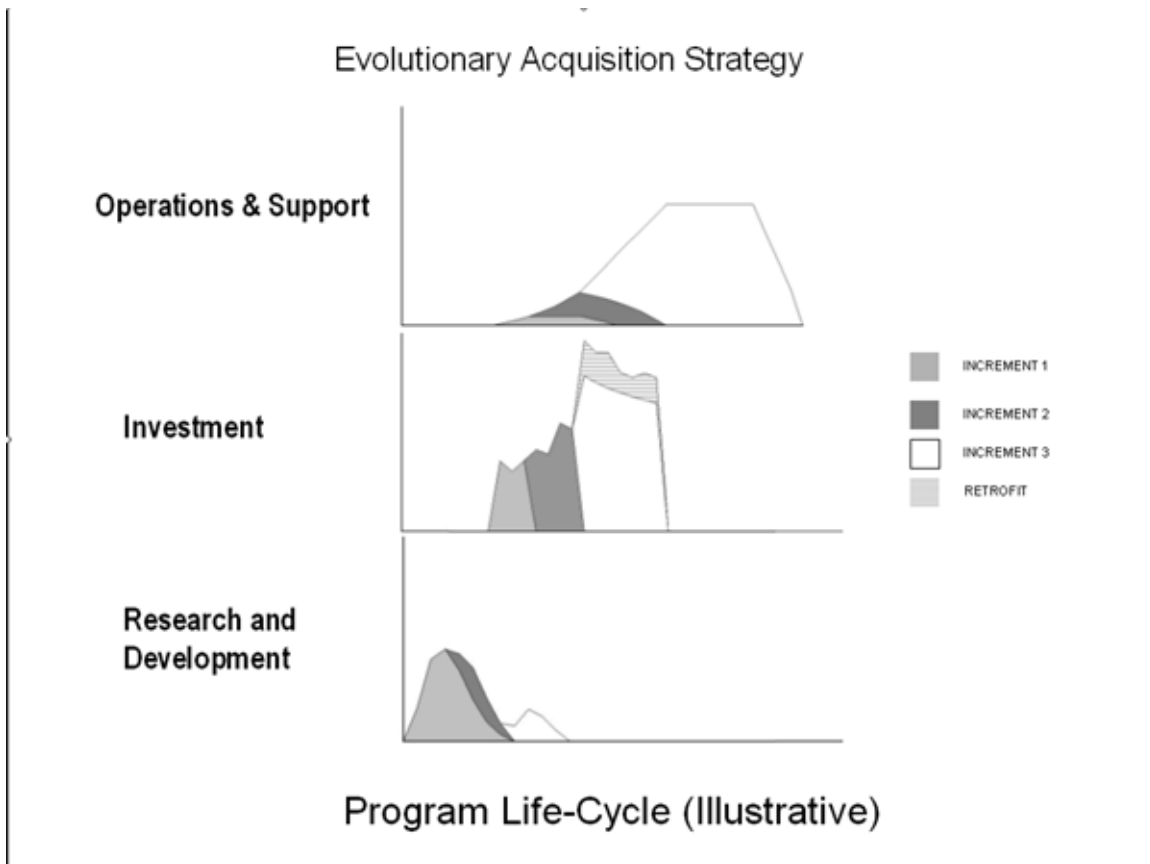 Evolutionary Acquisition Strategy
Operations & Support
Investment
INCREMENT 1
INCREMENT 2
INCREMENT 3
RETROFIT
Research and
Development
Program Life-Cycle (Illustrative)